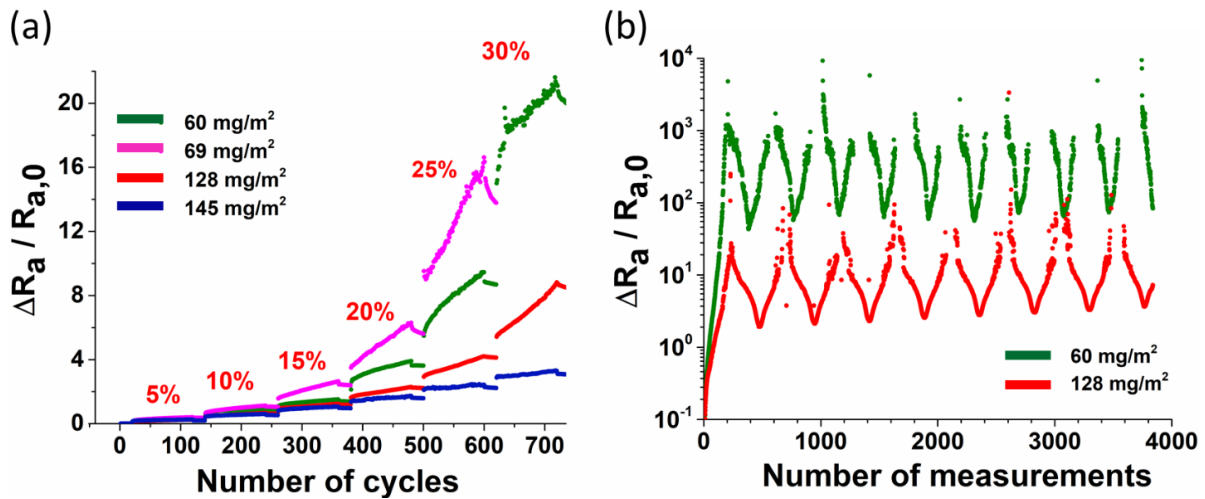 (a)
ΔRa / Ra,0
20
16
12
8
4
0
60 mg/m²
69 mg/m²
128 mg/m²
145 mg/m²
5%
10%
15%
20%
25%
30%
0 100 200 300 400 500 600 700
Number of cycles
(b)
ΔRa / Ra,0
10⁴
10³
10²
10¹
10⁰
10⁻¹
60 mg/m²
128 mg/m²
0 1000 2000 3000 4000
Number of measurements